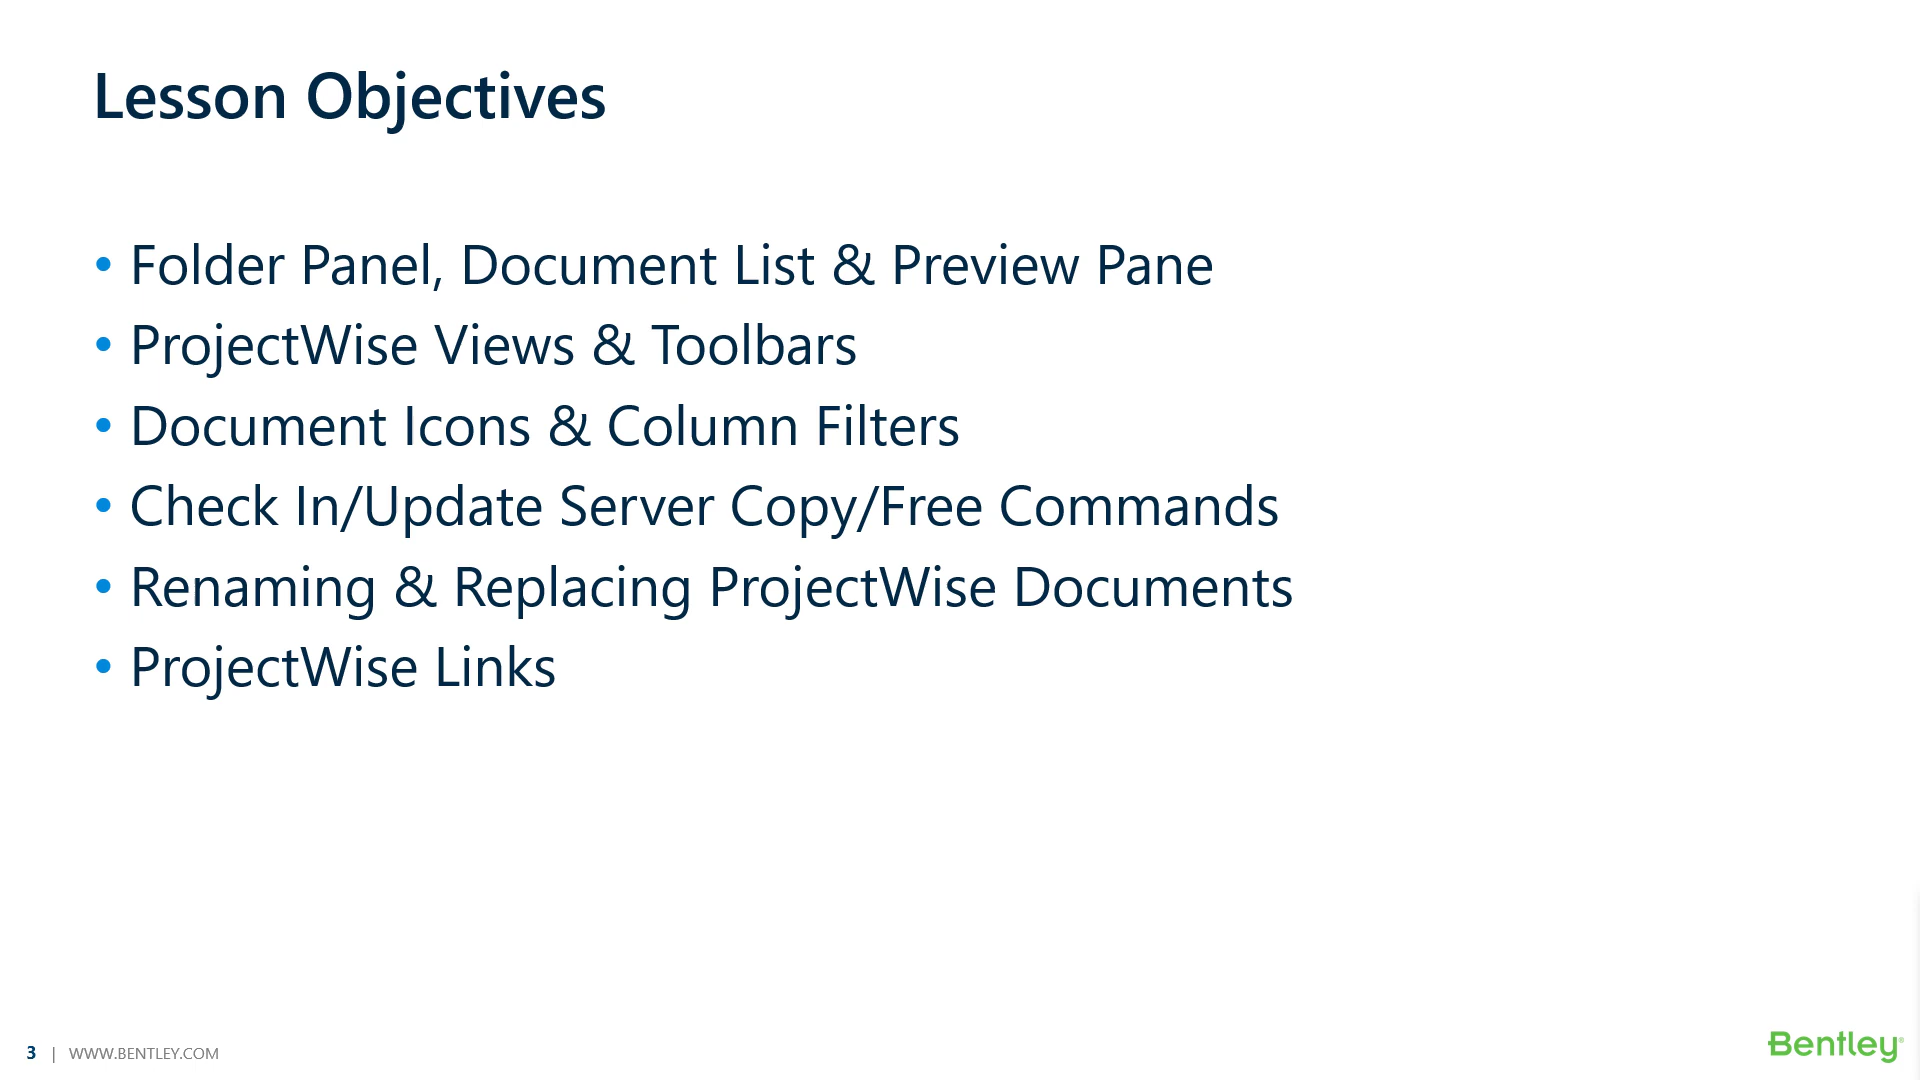 Lesson Objectives
• Folder Panel, Document List & Preview Pane
• ProjectWise Views & Toolbars
• Document Icons & Column Filters
• Check In/Update Server Copy/Free Commands
• Renaming & Replacing ProjectWise Documents
• ProjectWise Links
3 | WWW.BENTLEY.COM
Bentley®